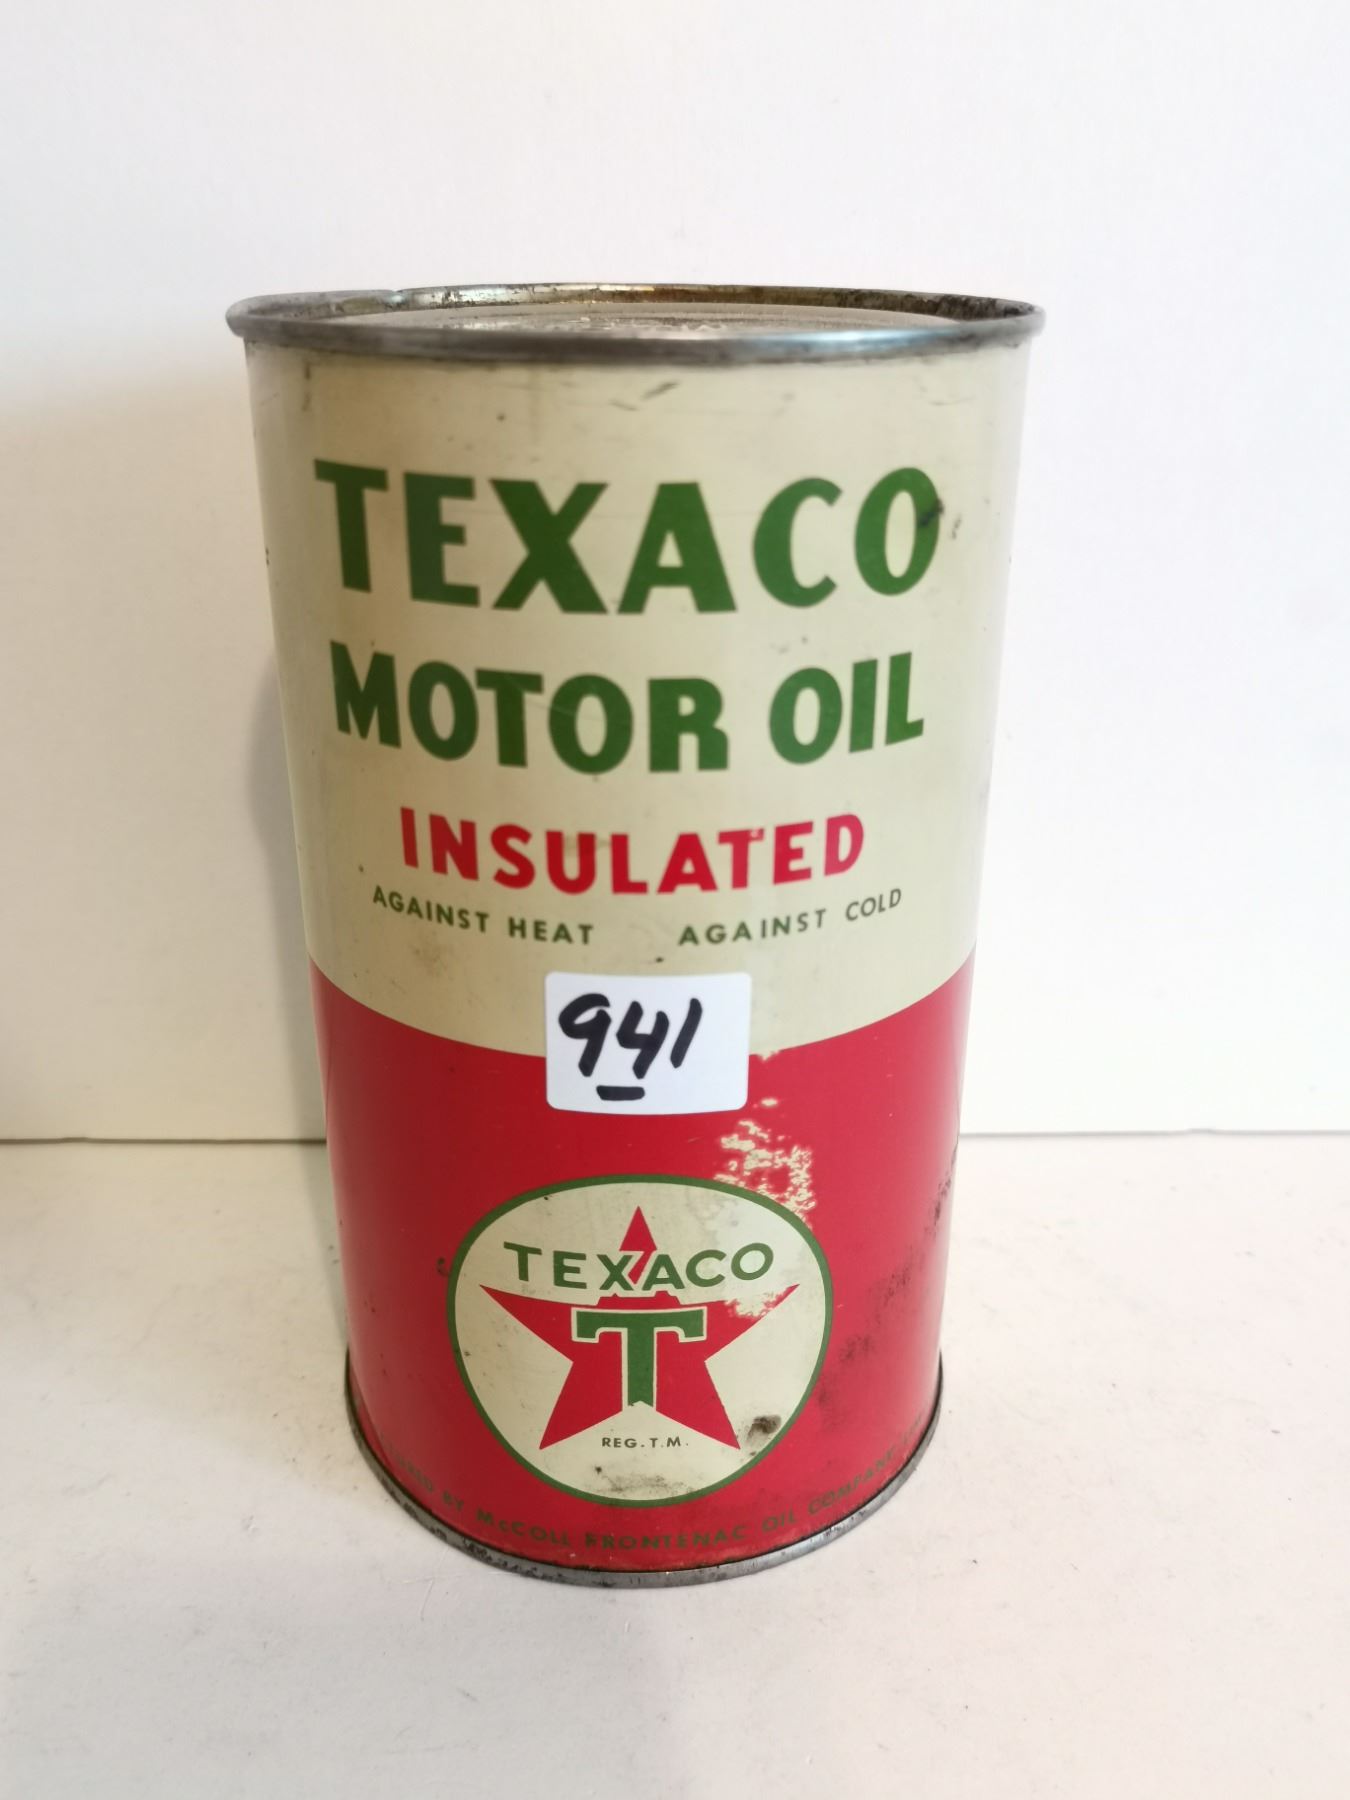 TEXACO
MOTOR OIL
INSULATED
AGAINST HEAT AGAINST COLD
941
TEXACO
T
REG. T.M.
BY McCOLL FRONTENAC OIL COMPANY